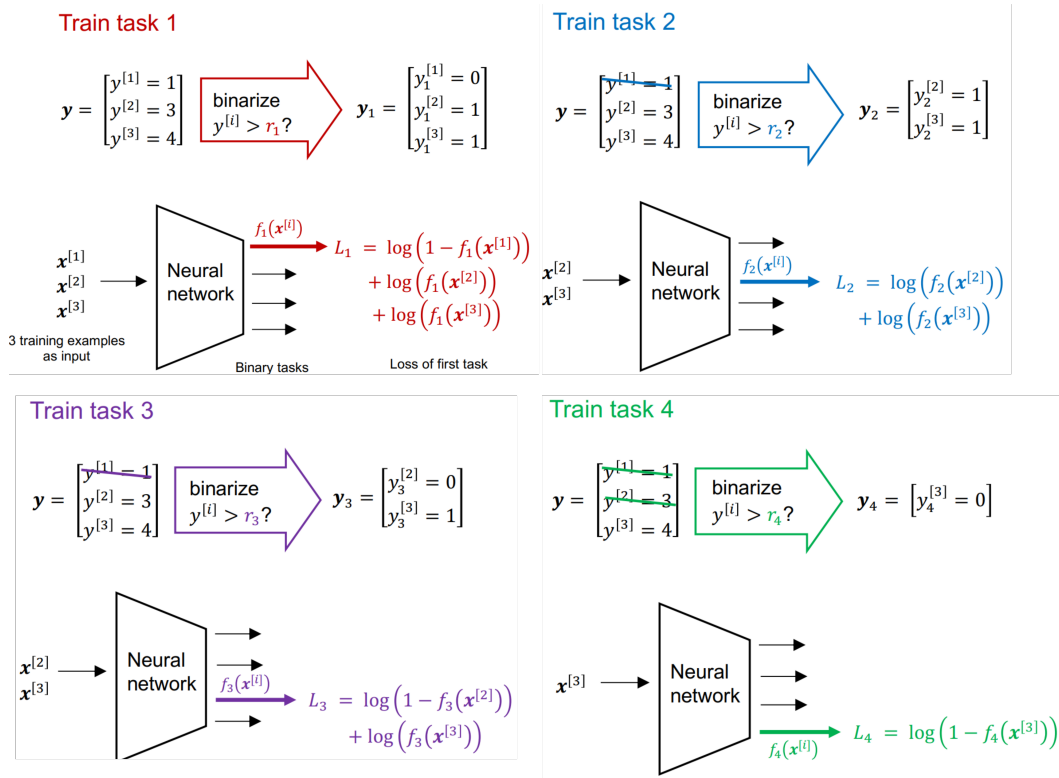 Train task 1
y = [y^[1] = 1
y^[2] = 3
y^[3] = 4]
binarize
y^[i] > r_1?
y_1 = [y_1^[1] = 0
y_1^[2] = 1
y_1^[3] = 1]
x^[1]
x^[2]
x^[3]
3 training examples
as input
Neural
network
f_1(x^[i])
Binary tasks
L_1 = log(1 − f_1(x^[1]))
+ log(f_1(x^[2]))
+ log(f_1(x^[3]))
Loss of first task
Train task 2
y = [y^[1] = 1
y^[2] = 3
y^[3] = 4]
binarize
y^[i] > r_2?
y_2 = [y_2^[2] = 1
y_2^[3] = 1]
x^[2]
x^[3]
Neural
network
f_2(x^[i])
L_2 = log(f_2(x^[2]))
+ log(f_2(x^[3]))
Train task 3
y = [y^[1] = 1
y^[2] = 3
y^[3] = 4]
binarize
y^[i] > r_3?
y_3 = [y_3^[2] = 0
y_3^[3] = 1]
x^[2]
x^[3]
Neural
network
f_3(x^[i])
L_3 = log(1 − f_3(x^[2]))
+ log(f_3(x^[3]))
Train task 4
y = [y^[1] = 1
y^[2] = 3
y^[3] = 4]
binarize
y^[i] > r_4?
y_4 = [y_4^[3] = 0]
x^[3]
Neural
network
f_4(x^[i])
L_4 = log(1 − f_4(x^[3]))